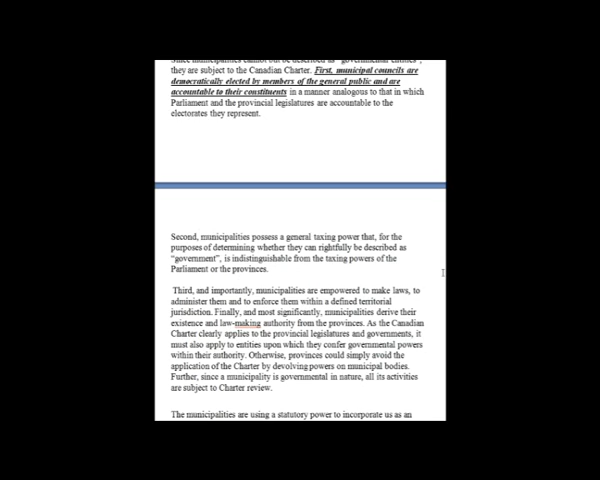 Since municipalities cannot but be described as "governmental entities",
they are subject to the Canadian Charter. First, municipal councils are
democratically elected by members of the general public and are
accountable to their constituents in a manner analogous to that in which
Parliament and the provincial legislatures are accountable to the
electorates they represent.
Second, municipalities possess a general taxing power that, for the
purposes of determining whether they can rightfully be described as
"government", is indistinguishable from the taxing powers of the
Parliament or the provinces.
Third, and importantly, municipalities are empowered to make laws, to
administer them and to enforce them within a defined territorial
jurisdiction. Finally, and most significantly, municipalities derive their
existence and law-making authority from the provinces. As the Canadian
Charter clearly applies to the provincial legislatures and governments, it
must also apply to entities upon which they confer governmental powers
within their authority. Otherwise, provinces could simply avoid the
application of the Charter by devolving powers on municipal bodies.
Further, since a municipality is governmental in nature, all its activities
are subject to Charter review.
The municipalities are using a statutory power to incorporate us as an